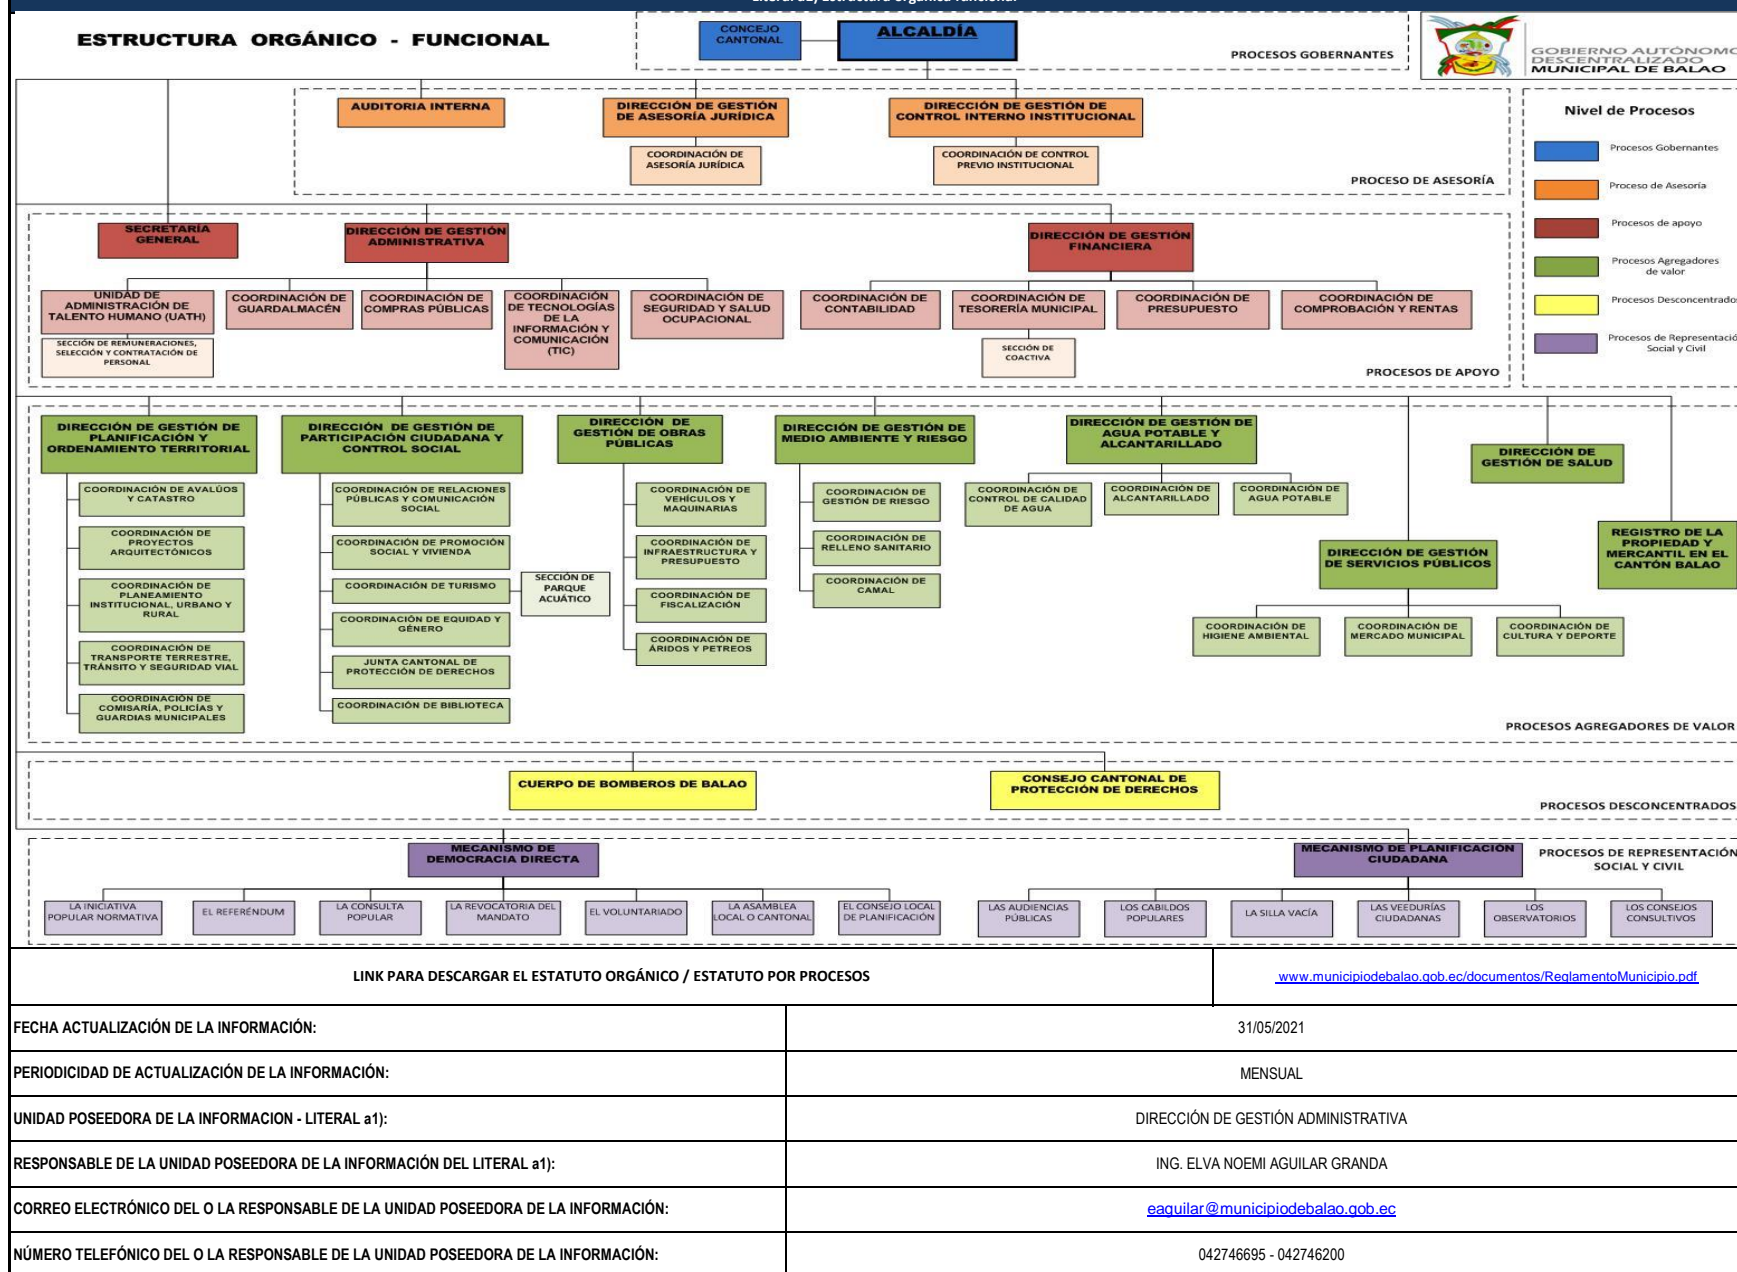 Literal a1) Estructura orgánica funcional
ESTRUCTURA ORGÁNICO - FUNCIONAL
CONCEJO
CANTONAL
ALCALDÍA
PROCESOS GOBERNANTES
GOBIERNO AUTÓNOMO
DESCENTRALIZADO
MUNICIPAL DE BALAO
AUDITORIA INTERNA
DIRECCIÓN DE GESTIÓN
DE ASESORÍA JURÍDICA
DIRECCIÓN DE GESTIÓN DE
CONTROL INTERNO INSTITUCIONAL
COORDINACIÓN DE
ASESORÍA JURÍDICA
COORDINACIÓN DE CONTROL
PREVIO INSTITUCIONAL
PROCESO DE ASESORÍA
Nivel de Procesos
Procesos Gobernantes
Proceso de Asesoría
Procesos de apoyo
Procesos Agregadores
de valor
Procesos Desconcentrados
Procesos de Representació
Social y Civil
SECRETARÍA
GENERAL
DIRECCIÓN DE GESTIÓN
ADMINISTRATIVA
DIRECCIÓN DE GESTIÓN
FINANCIERA
UNIDAD DE
ADMINISTRACIÓN DE
TALENTO HUMANO (UATH)
SECCIÓN DE REMUNERACIONES,
SELECCIÓN Y CONTRATACIÓN DE
PERSONAL
COORDINACIÓN DE
GUARDALMACÉN
COORDINACIÓN DE
COMPRAS PÚBLICAS
COORDINACIÓN
DE TECNOLOGÍAS
DE LA
INFORMACIÓN Y
COMUNICACIÓN
(TIC)
COORDINACIÓN DE
SEGURIDAD Y SALUD
OCUPACIONAL
COORDINACIÓN DE
CONTABILIDAD
COORDINACIÓN DE
TESORERÍA MUNICIPAL
SECCIÓN DE
COACTIVA
COORDINACIÓN DE
PRESUPUESTO
COORDINACIÓN DE
COMPROBACIÓN Y RENTAS
PROCESOS DE APOYO
DIRECCIÓN DE GESTIÓN DE
PLANIFICACIÓN Y
ORDENAMIENTO TERRITORIAL
COORDINACIÓN DE AVALÚOS
Y CATASTRO
COORDINACIÓN DE
PROYECTOS
ARQUITECTÓNICOS
COORDINACIÓN DE
PLANEAMIENTO
INSTITUCIONAL, URBANO Y
RURAL
COORDINACIÓN DE
TRANSPORTE TERRESTRE,
TRÁNSITO Y SEGURIDAD VIAL
COORDINACIÓN DE
COMISARÍA, POLICÍAS Y
GUARDIAS MUNICIPALES
DIRECCIÓN DE GESTIÓN DE
PARTICIPACIÓN CIUDADANA Y
CONTROL SOCIAL
COORDINACIÓN DE RELACIONES
PÚBLICAS Y COMUNICACIÓN
SOCIAL
COORDINACIÓN DE PROMOCIÓN
SOCIAL Y VIVIENDA
COORDINACIÓN DE TURISMO
SECCIÓN DE
PARQUE
ACUÁTICO
COORDINACIÓN DE EQUIDAD Y
GÉNERO
JUNTA CANTONAL DE
PROTECCIÓN DE DERECHOS
COORDINACIÓN DE BIBLIOTECA
DIRECCIÓN DE
GESTIÓN DE OBRAS
PÚBLICAS
COORDINACIÓN DE
VEHÍCULOS Y
MAQUINARIAS
COORDINACIÓN DE
INFRAESTRUCTURA Y
PRESUPUESTO
COORDINACIÓN DE
FISCALIZACIÓN
COORDINACIÓN DE
ÁRIDOS Y PETREOS
DIRECCIÓN DE GESTIÓN DE
MEDIO AMBIENTE Y RIESGO
COORDINACIÓN DE
GESTIÓN DE RIESGO
COORDINACIÓN DE
RELLENO SANITARIO
COORDINACIÓN DE
CAMAL
DIRECCIÓN DE GESTIÓN DE
AGUA POTABLE Y
ALCANTARILLADO
COORDINACIÓN DE
CONTROL DE CALIDAD
DE AGUA
COORDINACIÓN DE
ALCANTARILLADO
COORDINACIÓN DE
AGUA POTABLE
DIRECCIÓN DE GESTIÓN
DE SERVICIOS PÚBLICOS
COORDINACIÓN DE
HIGIENE AMBIENTAL
COORDINACIÓN DE
MERCADO MUNICIPAL
COORDINACIÓN DE
CULTURA Y DEPORTE
DIRECCIÓN DE
GESTIÓN DE SALUD
REGISTRO DE LA
PROPIEDAD Y
MERCANTIL EN EL
CANTÓN BALAO
PROCESOS AGREGADORES DE VALOR
CUERPO DE BOMBEROS DE BALAO
CONSEJO CANTONAL DE
PROTECCIÓN DE DERECHOS
PROCESOS DESCONCENTRADOS
MECANISMO DE
DEMOCRACIA DIRECTA
MECANISMO DE PLANIFICACIÓN
CIUDADANA
PROCESOS DE REPRESENTACIÓN
SOCIAL Y CIVIL
LA INICIATIVA
POPULAR NORMATIVA
EL REFERÉNDUM
LA CONSULTA
POPULAR
LA REVOCATORIA DEL
MANDATO
EL VOLUNTARIADO
LA ASAMBLEA
LOCAL O CANTONAL
EL CONSEJO LOCAL
DE PLANIFICACIÓN
LAS AUDIENCIAS
PÚBLICAS
LOS CABILDOS
POPULARES
LA SILLA VACÍA
LAS VEEDURÍAS
CIUDADANAS
LOS
OBSERVATORIOS
LOS CONSEJOS
CONSULTIVOS
LINK PARA DESCARGAR EL ESTATUTO ORGÁNICO / ESTATUTO POR PROCESOS
www.municipiodebalao.gob.ec/documentos/ReglamentoMunicipio.pdf
FECHA ACTUALIZACIÓN DE LA INFORMACIÓN:
31/05/2021
PERIODICIDAD DE ACTUALIZACIÓN DE LA INFORMACIÓN:
MENSUAL
UNIDAD POSEEDORA DE LA INFORMACION - LITERAL a1):
DIRECCIÓN DE GESTIÓN ADMINISTRATIVA
RESPONSABLE DE LA UNIDAD POSEEDORA DE LA INFORMACIÓN DEL LITERAL a1):
ING. ELVA NOEMI AGUILAR GRANDA
CORREO ELECTRÓNICO DEL O LA RESPONSABLE DE LA UNIDAD POSEEDORA DE LA INFORMACIÓN:
eaguilar@municipiodebalao.gob.ec
NÚMERO TELEFÓNICO DEL O LA RESPONSABLE DE LA UNIDAD POSEEDORA DE LA INFORMACIÓN:
042746695 - 042746200